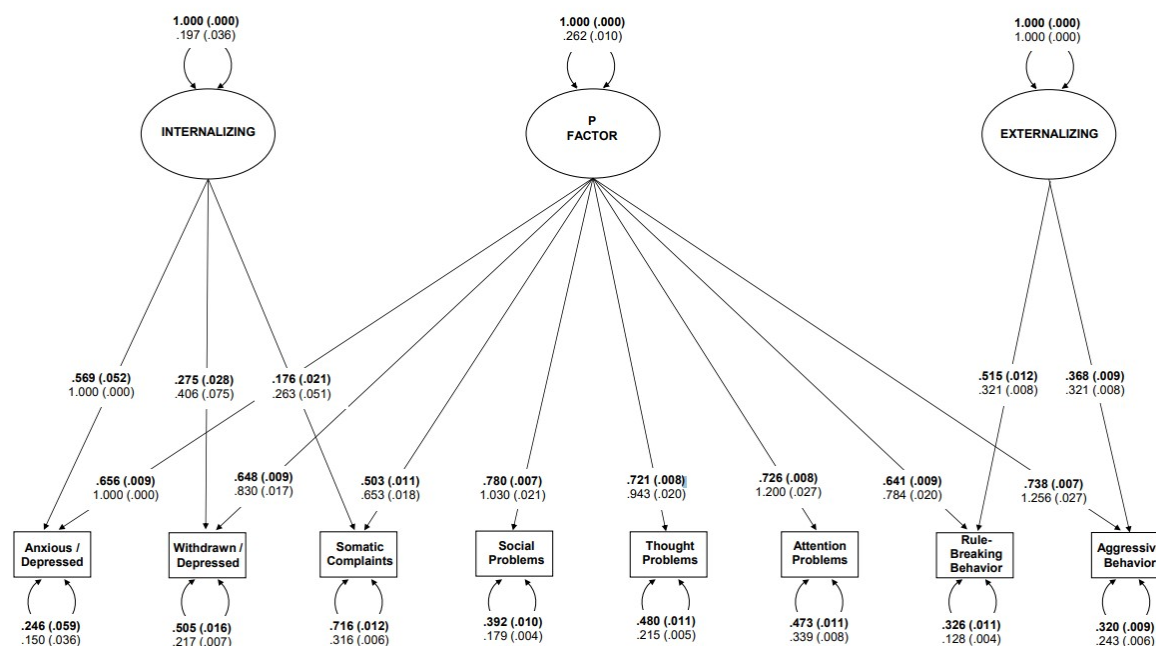 1.000 (.000)
.197 (.036)
1.000 (.000)
.262 (.010)
1.000 (.000)
1.000 (.000)
INTERNALIZING
P
FACTOR
EXTERNALIZING
.569 (.052)
1.000 (.000)
.275 (.028)
.406 (.075)
.176 (.021)
.263 (.051)
.515 (.012)
.321 (.008)
.368 (.009)
.321 (.008)
.656 (.009)
1.000 (.000)
.648 (.009)
.830 (.017)
.503 (.011)
.653 (.018)
.780 (.007)
1.030 (.021)
.721 (.008)
.943 (.020)
.726 (.008)
1.200 (.027)
.641 (.009)
.784 (.020)
.738 (.007)
1.256 (.027)
Anxious /
Depressed
Withdrawn /
Depressed
Somatic
Complaints
Social
Problems
Thought
Problems
Attention
Problems
Rule-
Breaking
Behavior
Aggressiv
Behavior
.246 (.059)
.150 (.036)
.505 (.016)
.217 (.007)
.716 (.012)
.316 (.006)
.392 (.010)
.179 (.004)
.480 (.011)
.215 (.005)
.473 (.011)
.339 (.008)
.326 (.011)
.128 (.004)
.320 (.009)
.243 (.006)